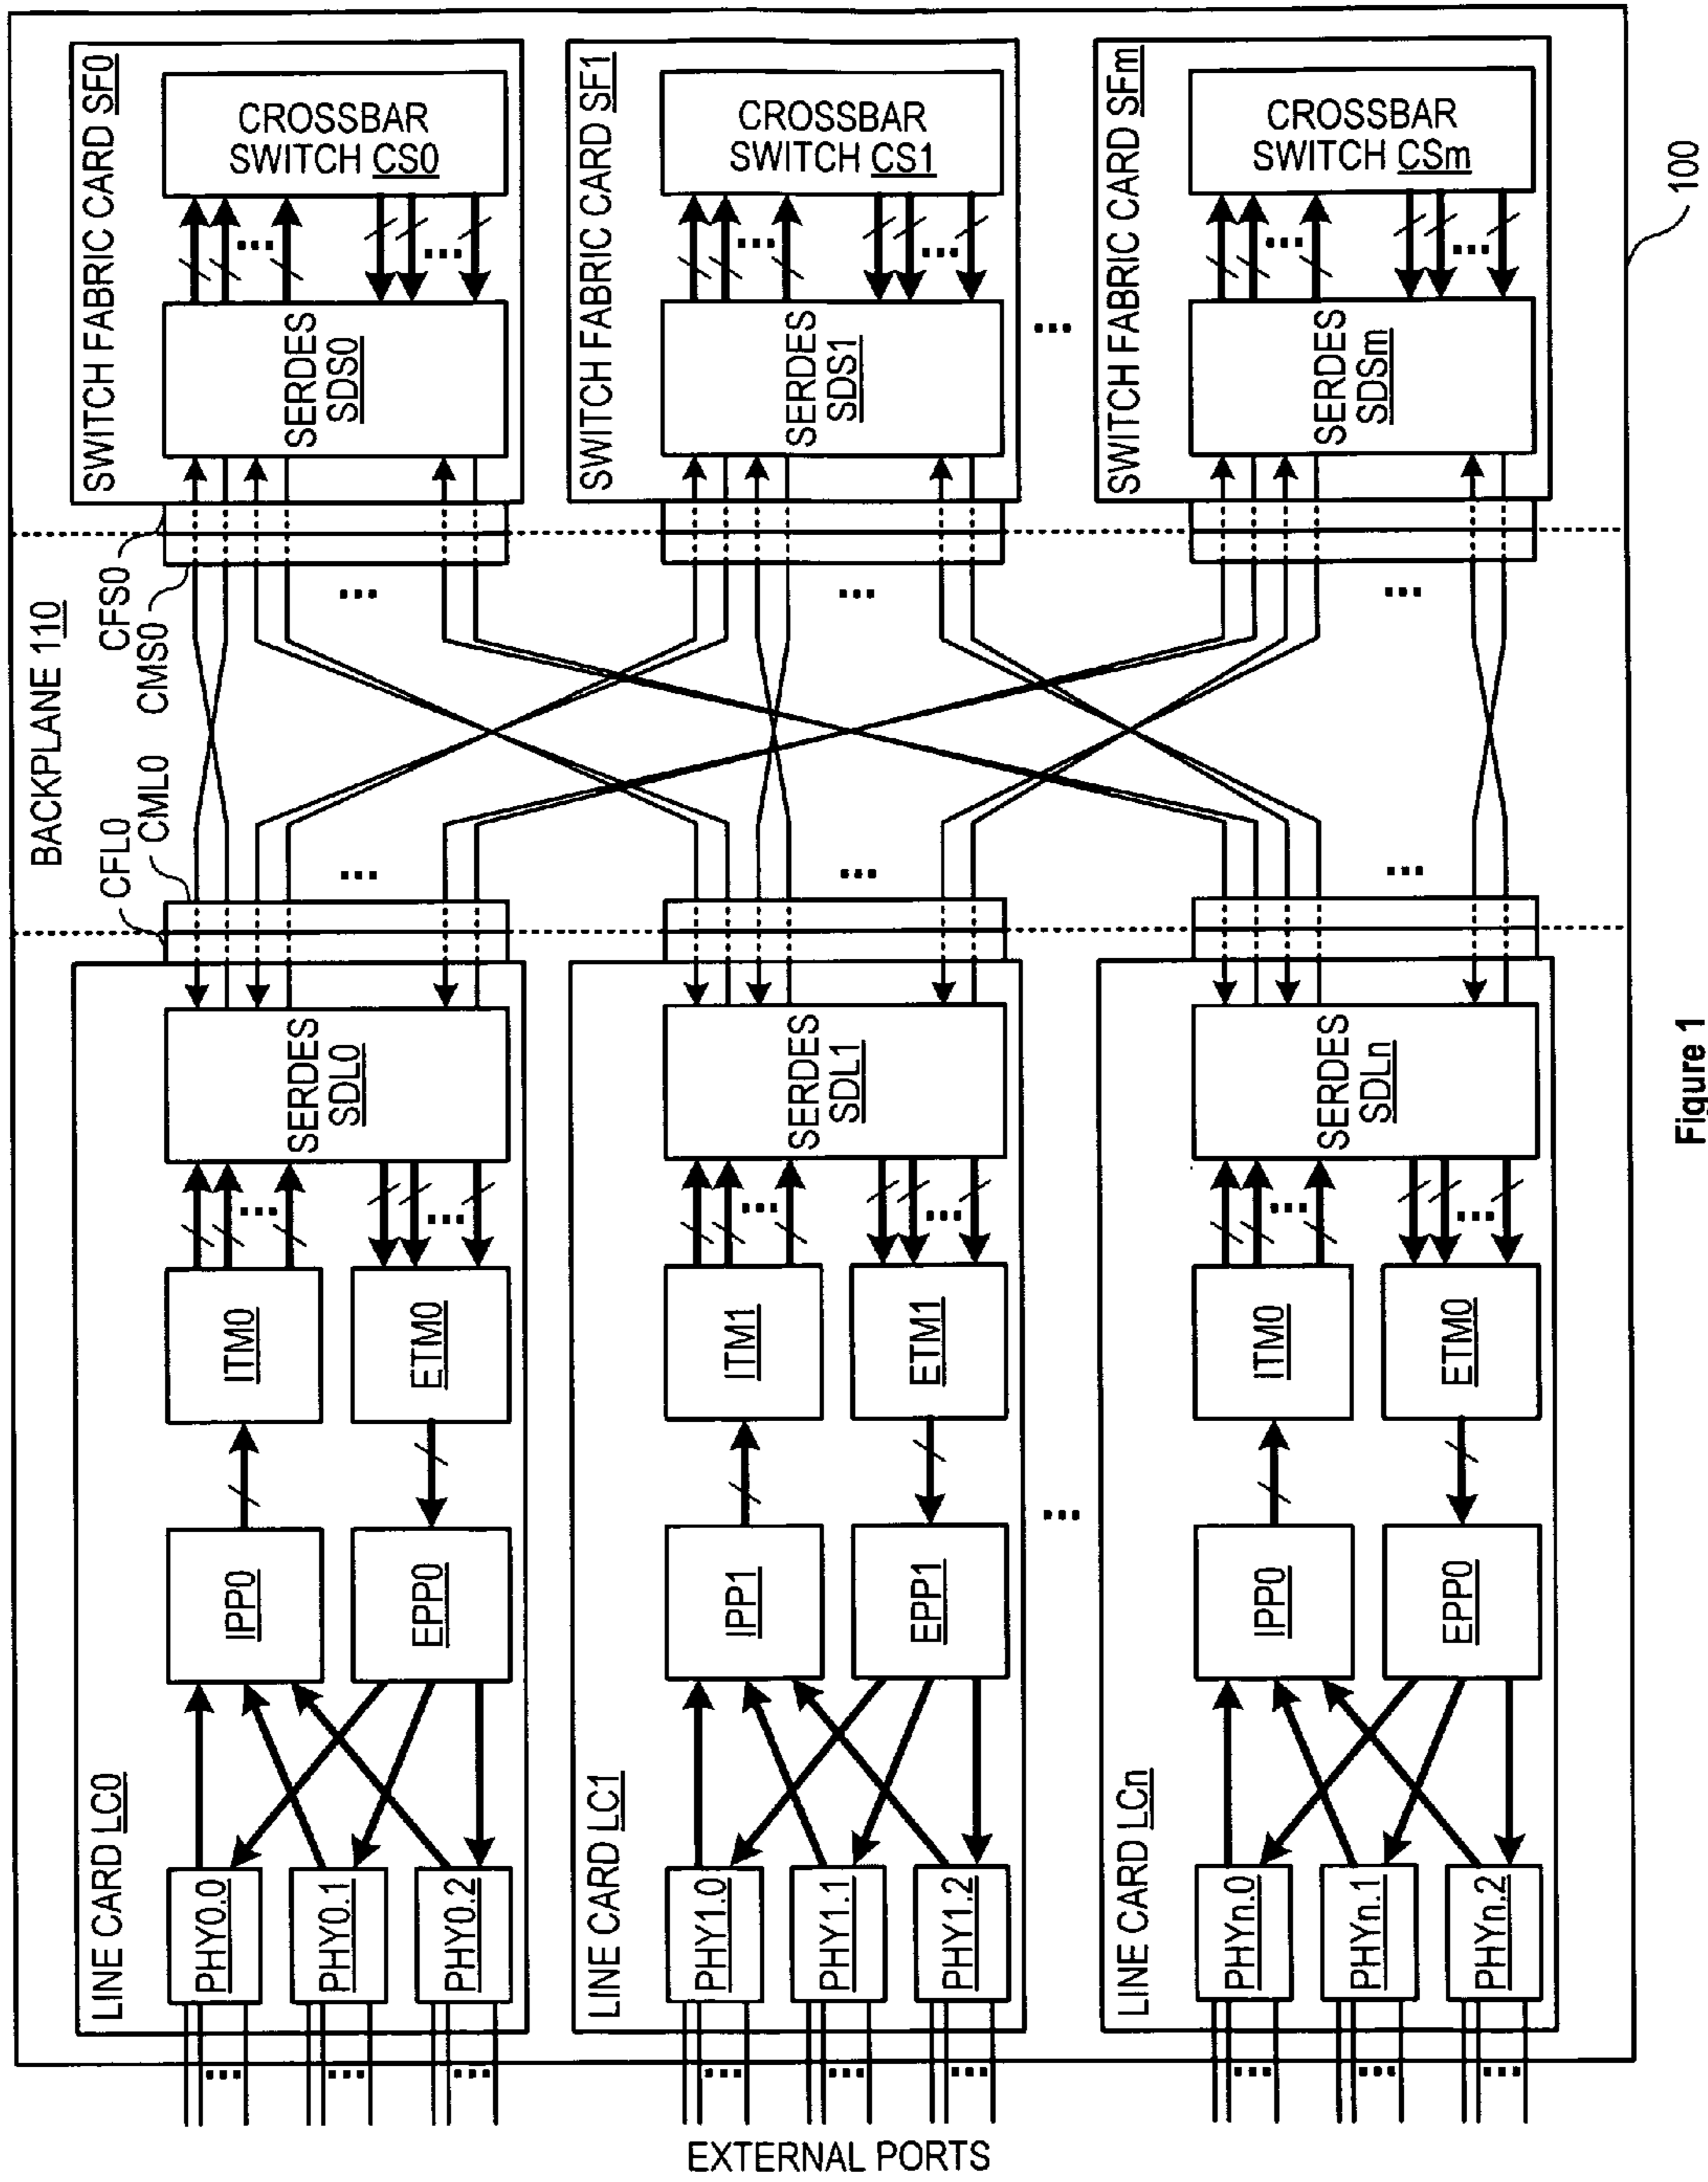 BACKPLANE 110
CFL0
CML0
CMS0
CFS0
LINE CARD LC0
PHY0.0
PHY0.1
PHY0.2
IPP0
EPP0
ITM0
ETM0
SERDES
SDL0
SWITCH FABRIC CARD SF0
SERDES
SDS0
CROSSBAR
SWITCH CS0
LINE CARD LC1
PHY1.0
PHY1.1
PHY1.2
IPP1
EPP1
ITM1
ETM1
SERDES
SDL1
SWITCH FABRIC CARD SF1
SERDES
SDS1
CROSSBAR
SWITCH CS1
...
...
LINE CARD LCn
PHYn.0
PHYn.1
PHYn.2
IPP0
EPP0
ITM0
ETM0
SERDES
SDLn
SWITCH FABRIC CARD SFm
SERDES
SDSm
CROSSBAR
SWITCH CSm
EXTERNAL PORTS
100
Figure 1